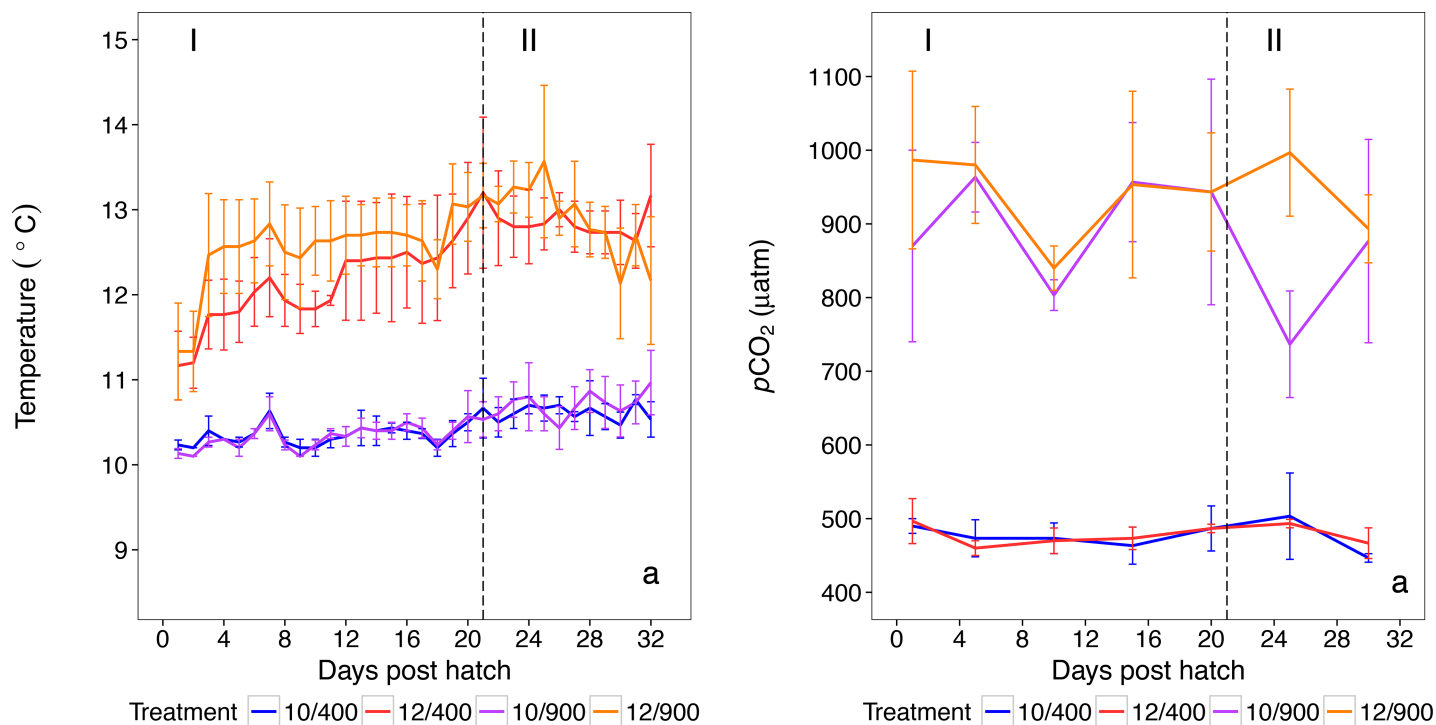 Temperature ( ° C)
15
14
13
12
11
10
9
I
II
a
0 4 8 12 16 20 24 28 32
Days post hatch
Treatment 10/400 12/400 10/900 12/900
pCO₂ (µatm)
1100
1000
900
800
700
600
500
400
I
II
a
0 4 8 12 16 20 24 28 32
Days post hatch
Treatment 10/400 12/400 10/900 12/900